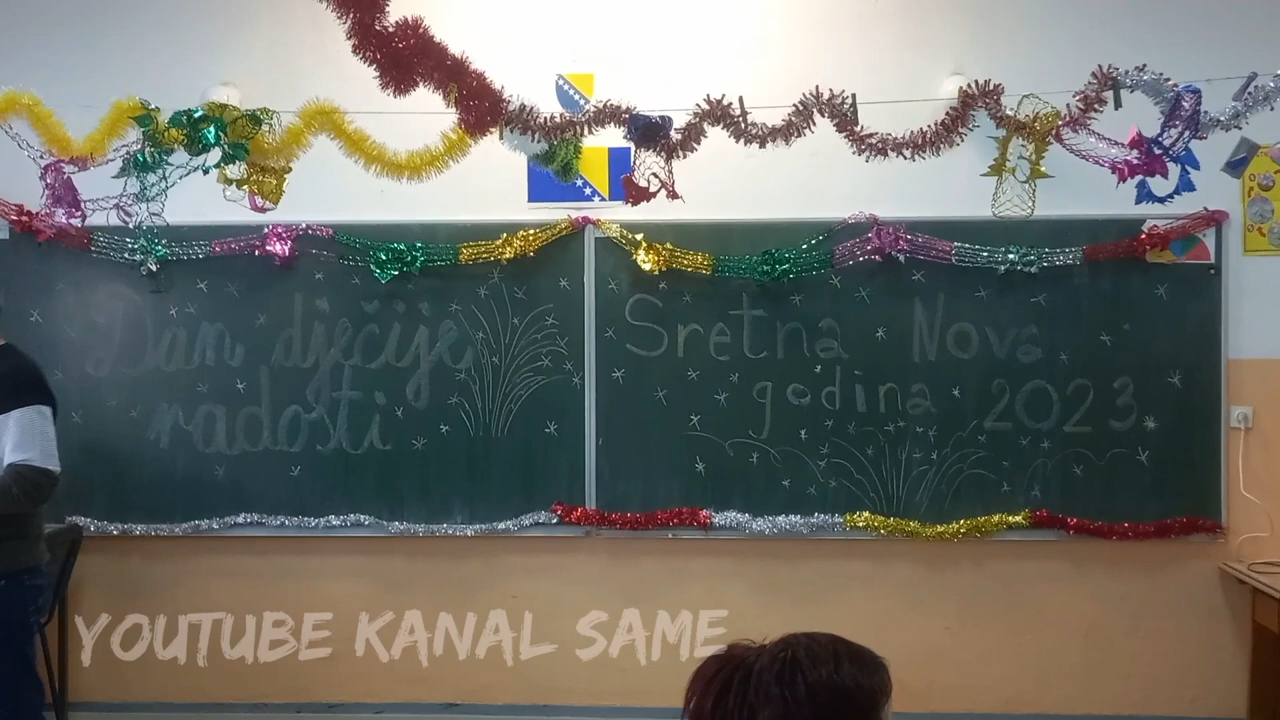 Dan dječije
radosti
Sretna Nova
godina 2023.
YOUTUBE KANAL SAME